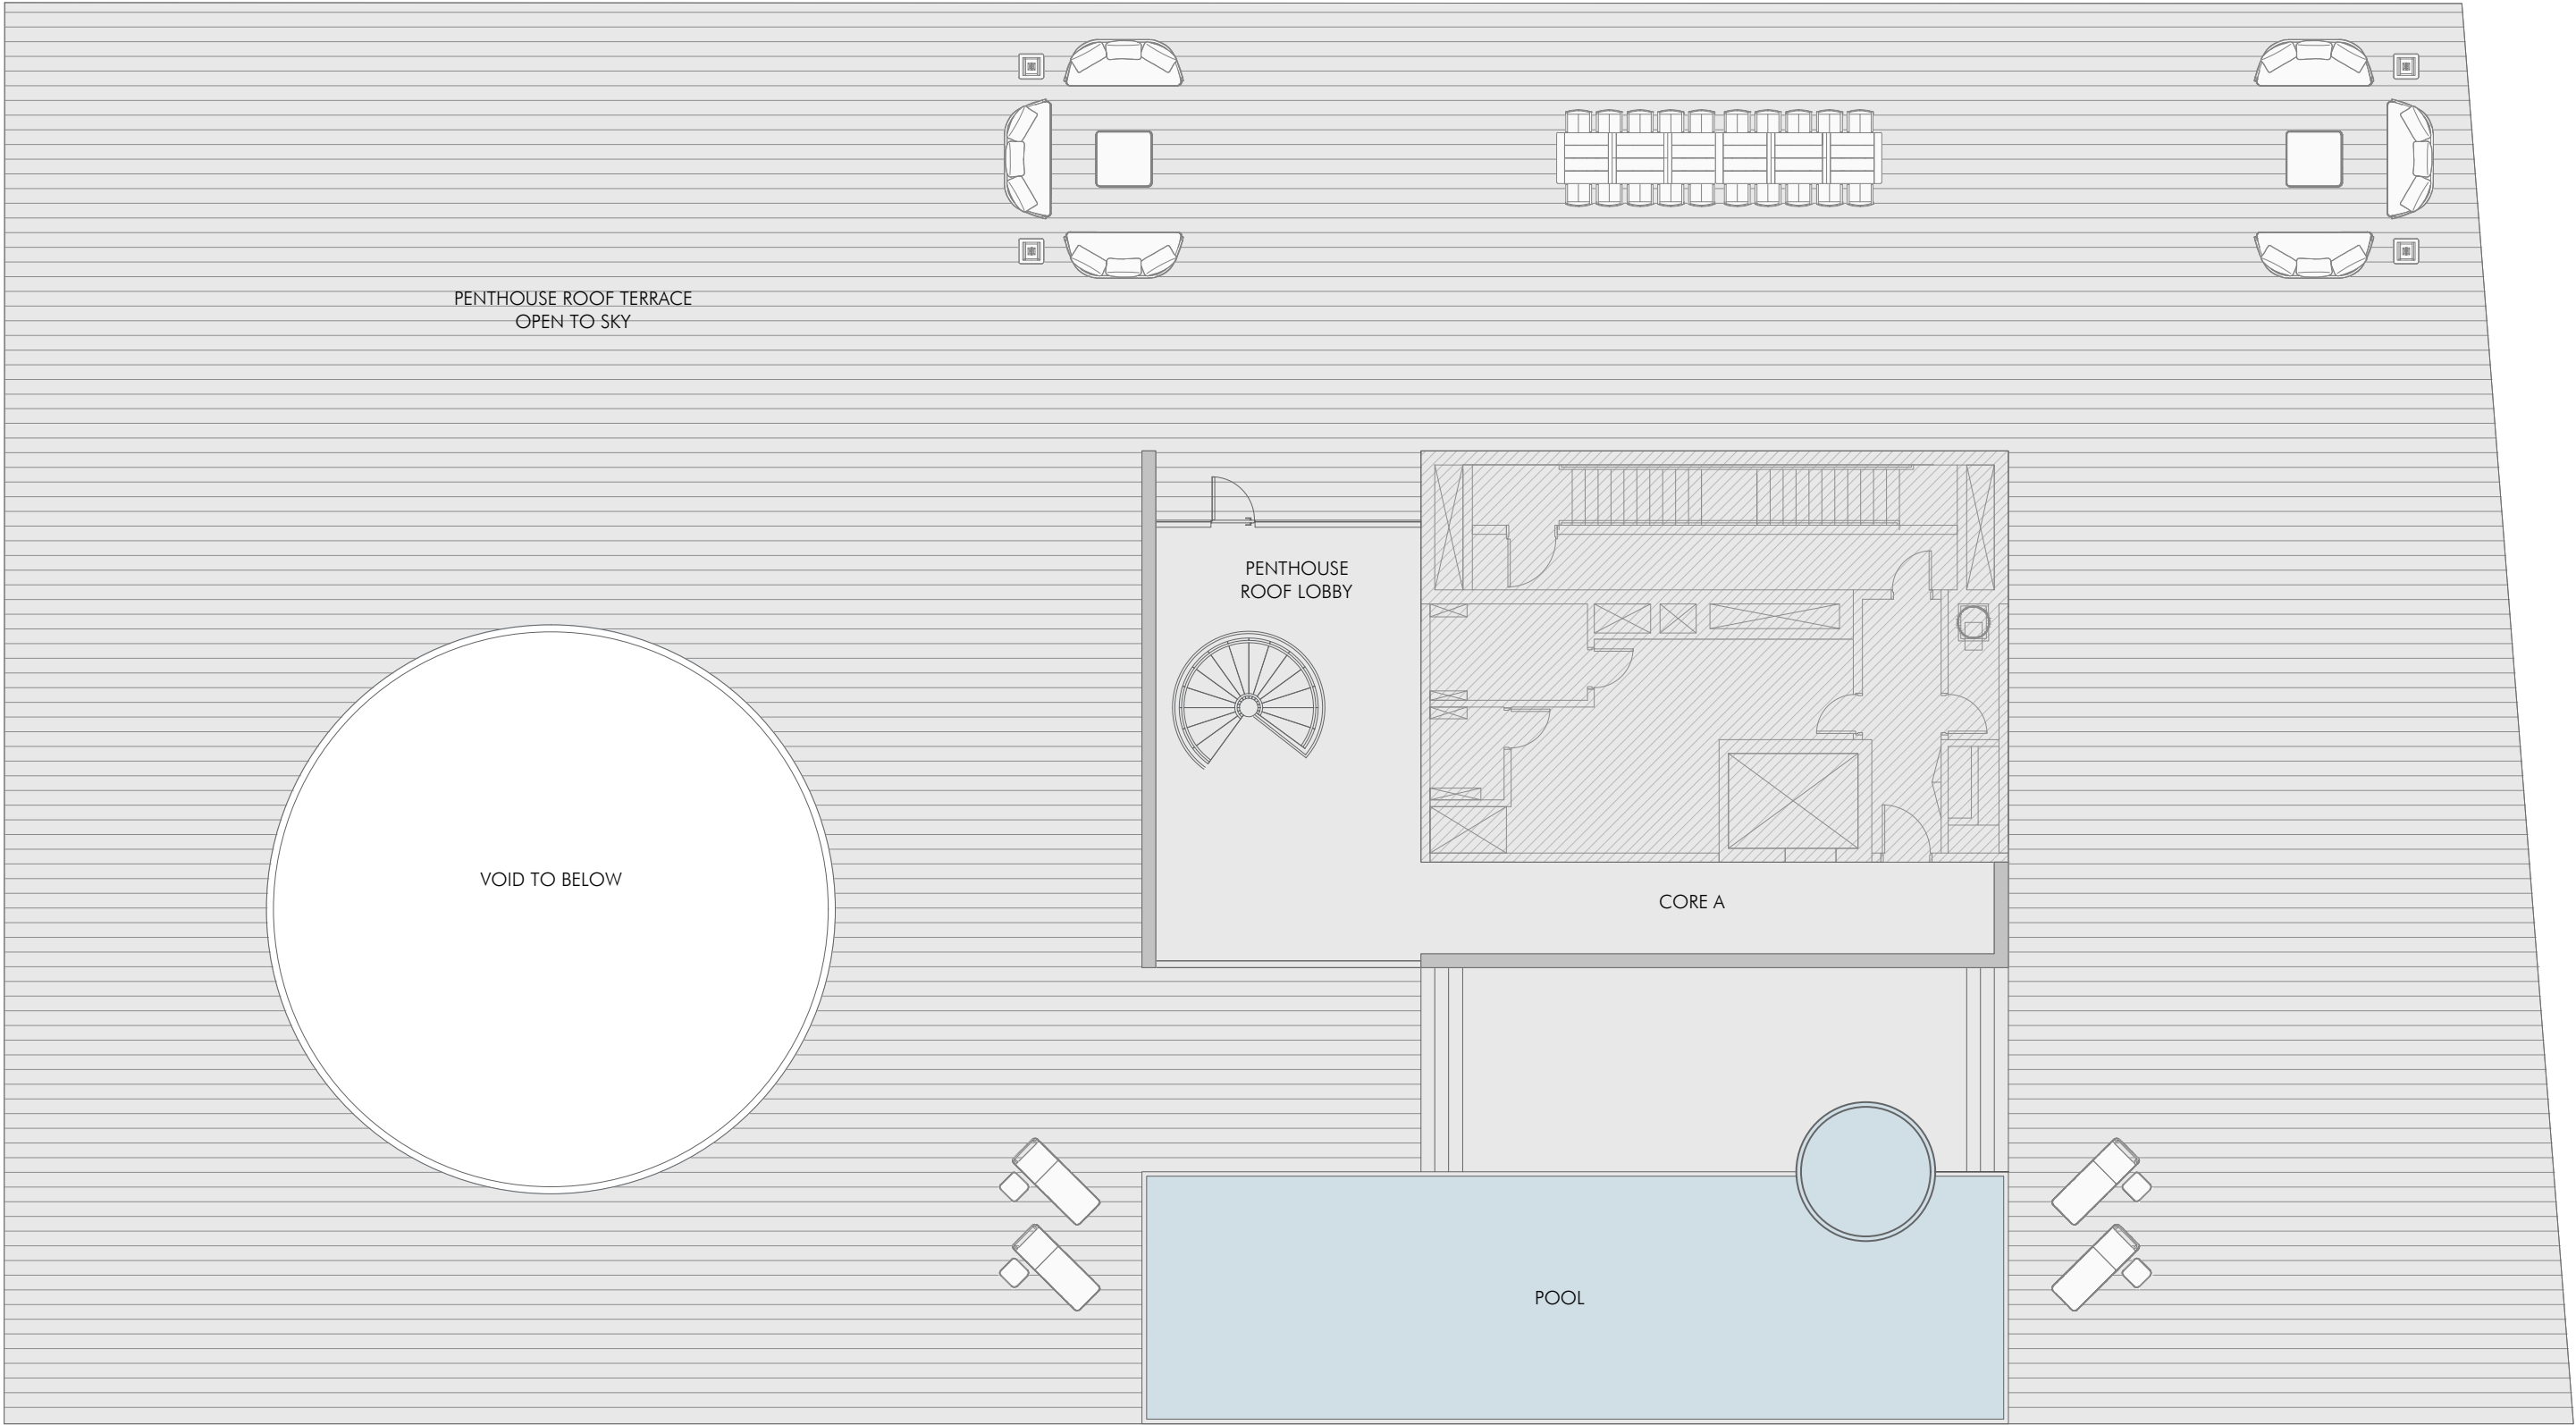 PENTHOUSE ROOF TERRACE
OPEN TO SKY
PENTHOUSE
ROOF LOBBY
VOID TO BELOW
CORE A
POOL